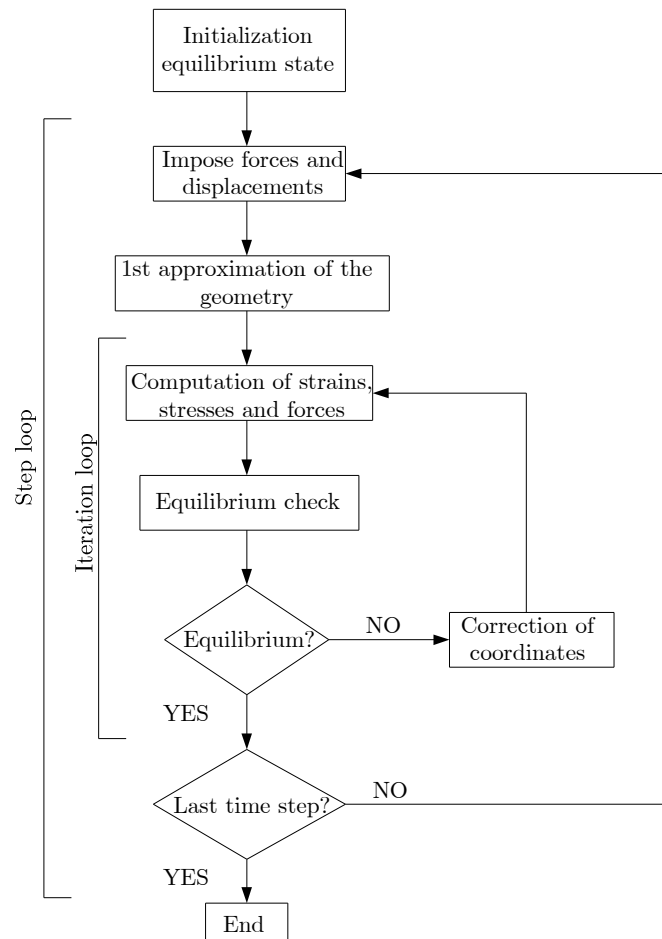 Initialization
equilibrium state
Impose forces and
displacements
1st approximation of the
geometry
Computation of strains,
stresses and forces
Equilibrium check
Equilibrium?
NO
Correction of
coordinates
YES
Last time step?
NO
YES
End
Step loop
Iteration loop